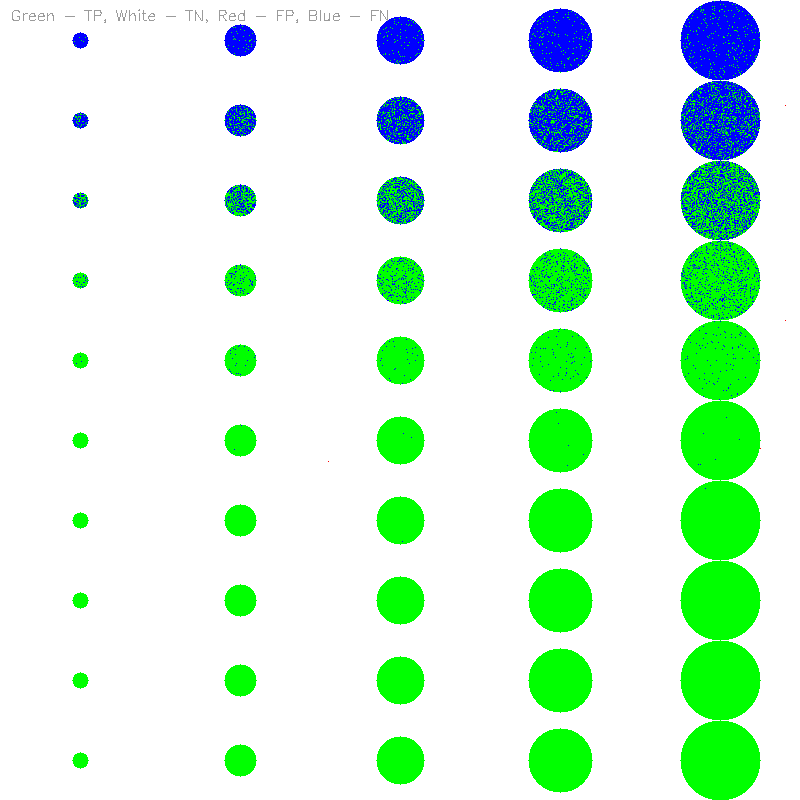 Green - TP, White - TN, Red - FP, Blue - FN